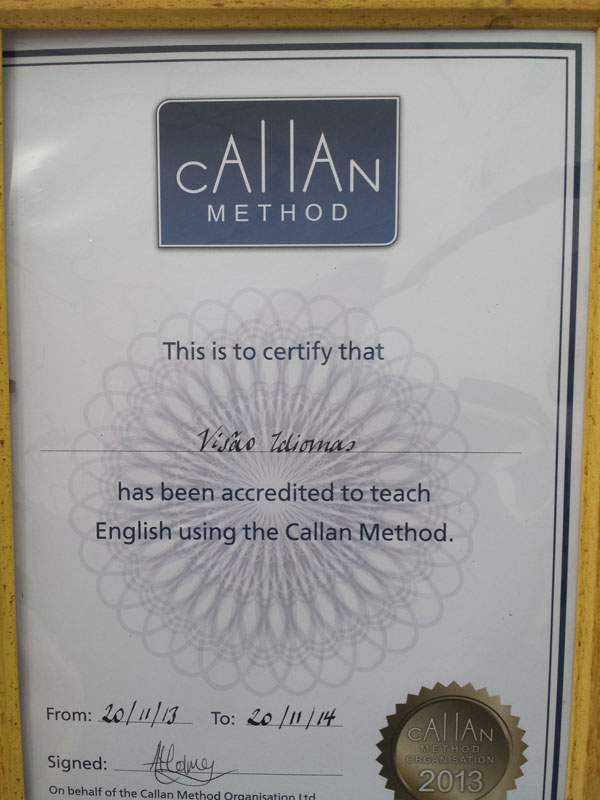 cAllAN
METHOD
This is to certify that
Visão Idiomas
has been accredited to teach
English using the Callan Method.
From: 20/11/13 To: 20/11/14
Signed:
On behalf of the Callan Method Organisation Ltd
cAllAN
METHOD
ORGANISATION
2013